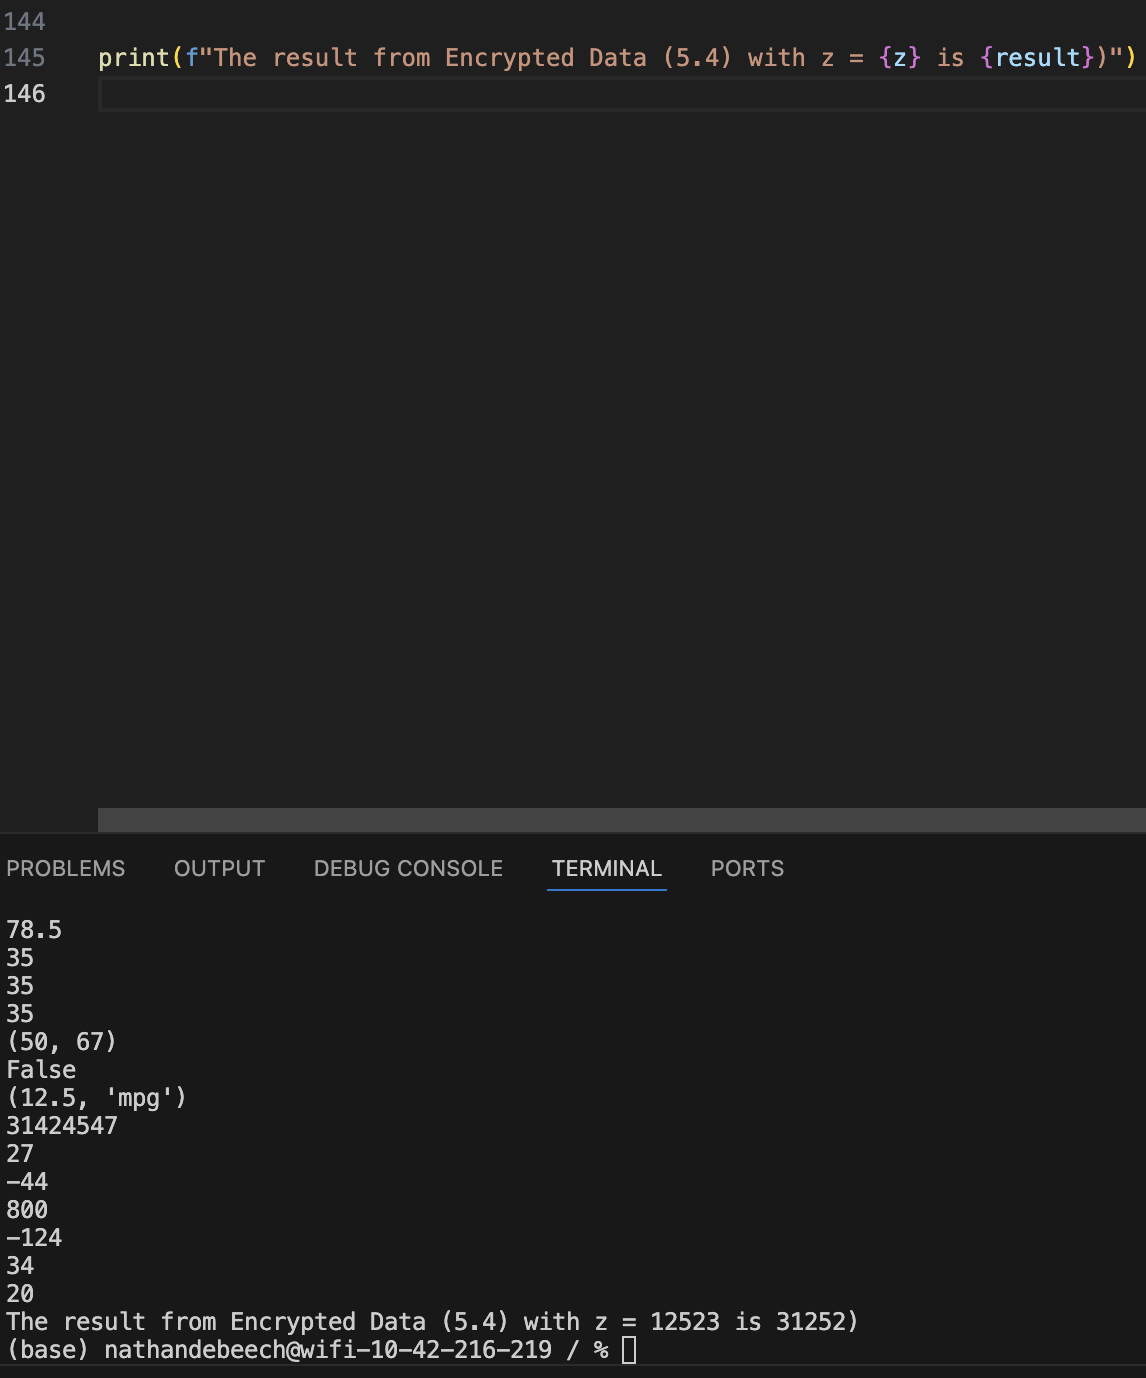 144
145 print(f"The result from Encrypted Data (5.4) with z = {z} is {result})")
146
PROBLEMS OUTPUT DEBUG CONSOLE TERMINAL PORTS
78.5
35
35
35
(50, 67)
False
(12.5, 'mpg')
31424547
27
-44
800
-124
34
20
The result from Encrypted Data (5.4) with z = 12523 is 31252)
(base) nathandebeech@wifi-10-42-216-219 / %